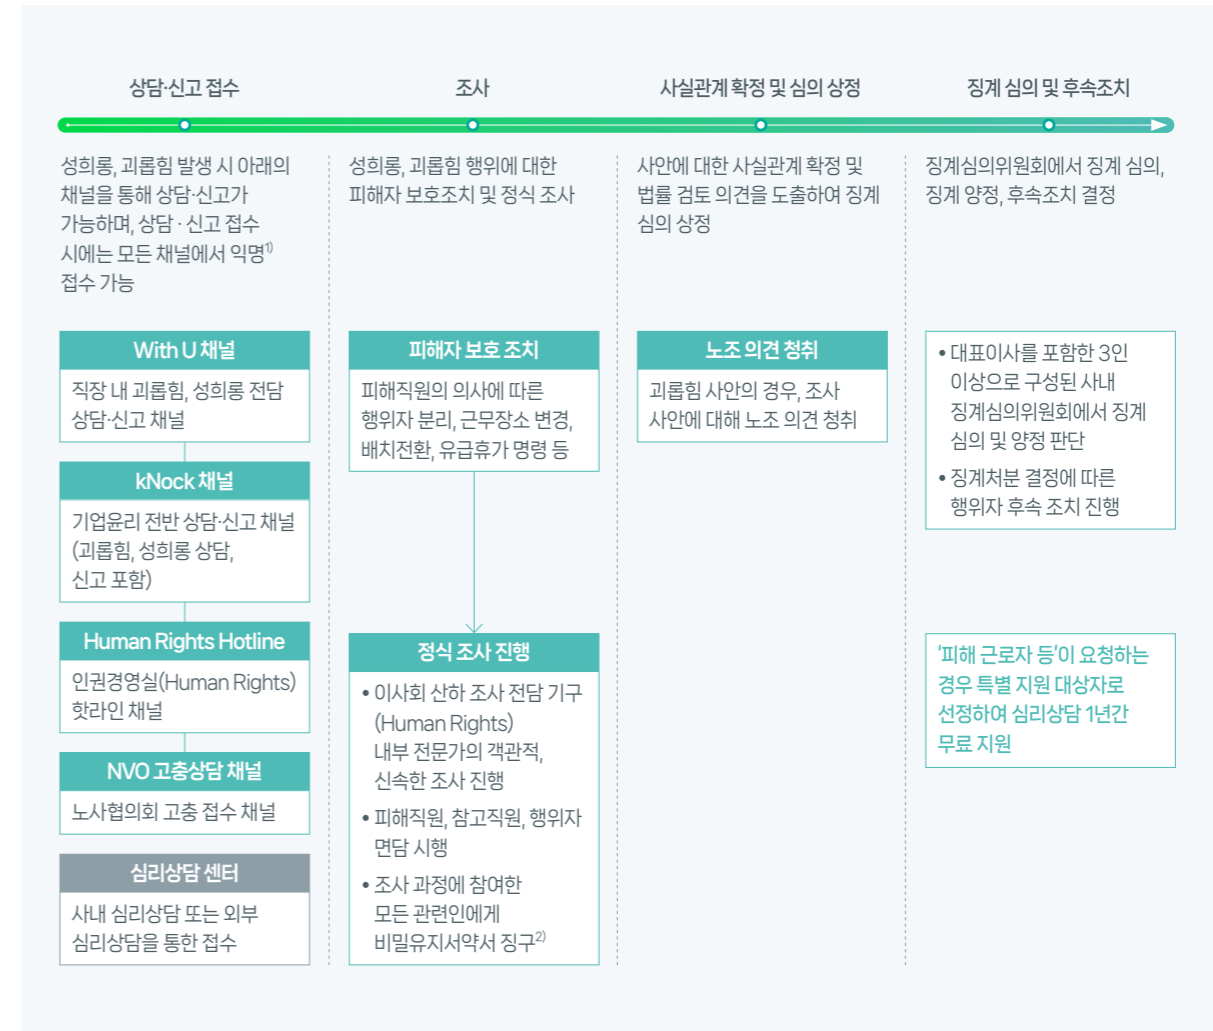 상담·신고 접수
조사
사실관계 확정 및 심의 상정
징계 심의 및 후속조치
성희롱, 괴롭힘 발생 시 아래의
채널을 통해 상담·신고가
가능하며, 상담 · 신고 접수
시에는 모든 채널에서 익명1)
접수 가능
With U 채널
직장 내 괴롭힘, 성희롱 전담
상담·신고 채널
kNock 채널
기업윤리 전반 상담·신고 채널
(괴롭힘, 성희롱 상담,
신고 포함)
Human Rights Hotline
인권경영실(Human Rights)
핫라인 채널
NVO 고충상담 채널
노사협의회 고충 접수 채널
심리상담 센터
사내 심리상담 또는 외부
심리상담을 통한 접수
성희롱, 괴롭힘 행위에 대한
피해자 보호조치 및 정식 조사
피해자 보호 조치
피해직원의 의사에 따른
행위자 분리, 근무장소 변경,
배치전환, 유급휴가 명령 등
정식 조사 진행
• 이사회 산하 조사 전담 기구
(Human Rights)
내부 전문가의 객관적,
신속한 조사 진행
• 피해직원, 참고직원, 행위자
면담 시행
• 조사 과정에 참여한
모든 관련인에게
비밀유지서약서 징구2)
사안에 대한 사실관계 확정 및
법률 검토 의견을 도출하여 징계
심의 상정
노조 의견 청취
괴롭힘 사안의 경우, 조사
사안에 대해 노조 의견 청취
징계심의위원회에서 징계 심의,
징계 양정, 후속조치 결정
• 대표이사를 포함한 3인
이상으로 구성된 사내
징계심의위원회에서 징계
심의 및 양정 판단
• 징계처분 결정에 따른
행위자 후속 조치 진행
'피해 근로자 등'이 요청하는
경우 특별 지원 대상자로
선정하여 심리상담 1년간
무료 지원